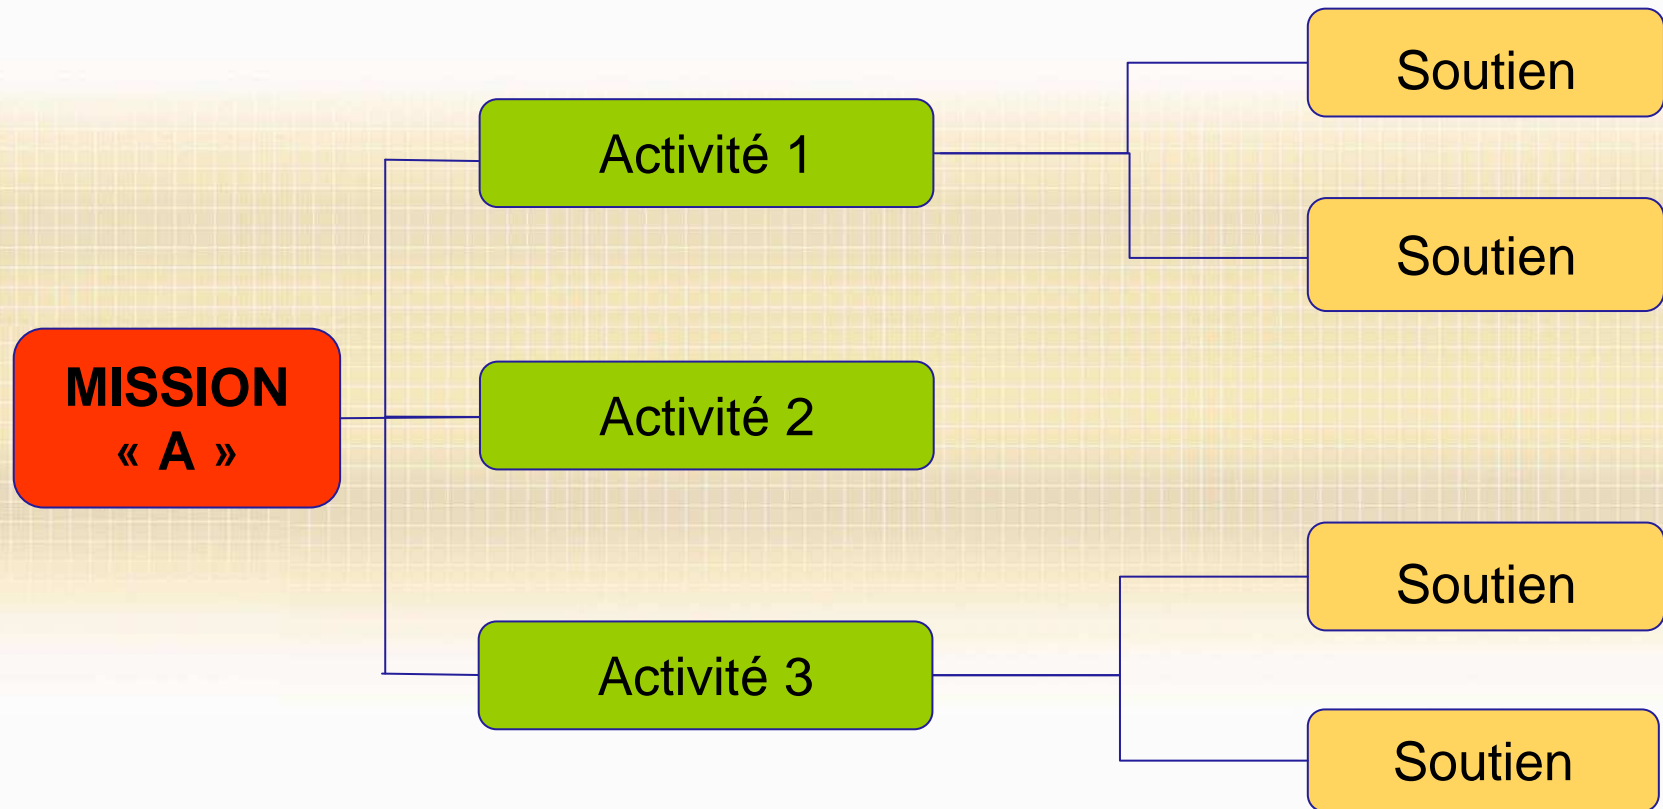 Soutien
Activité 1
Soutien
MISSION
« A »
Activité 2
Soutien
Activité 3
Soutien